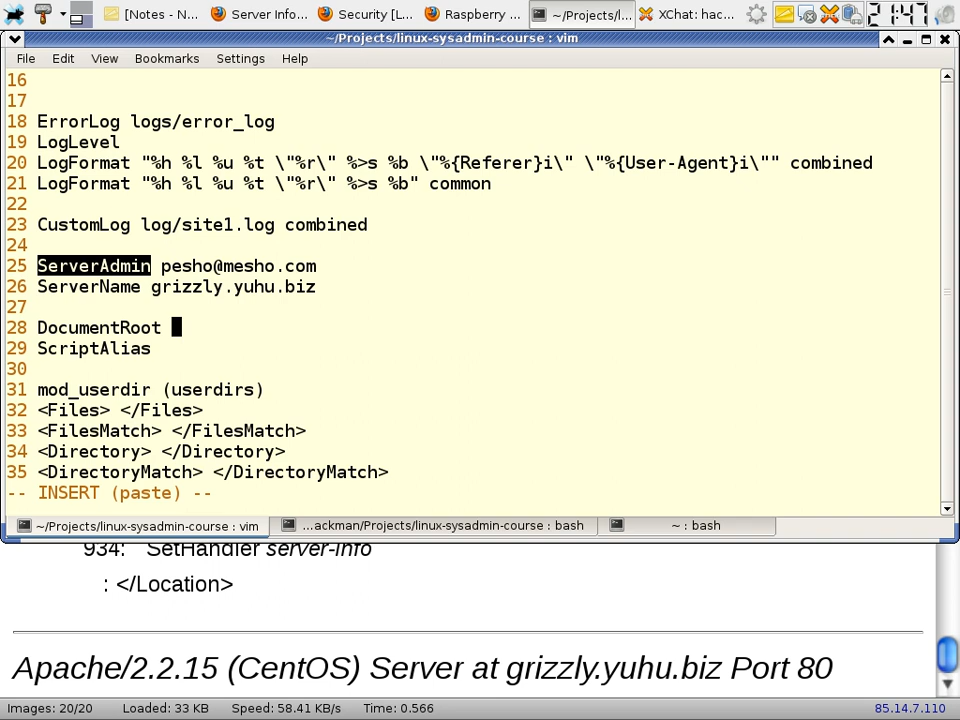 [Notes - N...
Server Info...
Security [L...
Raspberry ...
~/Projects/l...
XChat: hac...
21:47
~/Projects/linux-sysadmin-course : vim
File Edit View Bookmarks Settings Help
16
17
18 ErrorLog logs/error_log
19 LogLevel
20 LogFormat "%h %l %u %t \"%r\" %>s %b \"%{Referer}i\" \"%{User-Agent}i\"" combined
21 LogFormat "%h %l %u %t \"%r\" %>s %b" common
22
23 CustomLog log/site1.log combined
24
25 ServerAdmin pesho@mesho.com
26 ServerName grizzly.yuhu.biz
27
28 DocumentRoot
29 ScriptAlias
30
31 mod_userdir (userdirs)
32 <Files> </Files>
33 <FilesMatch> </FilesMatch>
34 <Directory> </Directory>
35 <DirectoryMatch> </DirectoryMatch>
-- INSERT (paste) --
~/Projects/linux-sysadmin-course : vim
...ackman/Projects/linux-sysadmin-course : bash
~ : bash
934: SetHandler server-info
: </Location>
Apache/2.2.15 (CentOS) Server at grizzly.yuhu.biz Port 80
Images: 20/20 Loaded: 33 KB Speed: 58.41 KB/s Time: 0.566 85.14.7.110